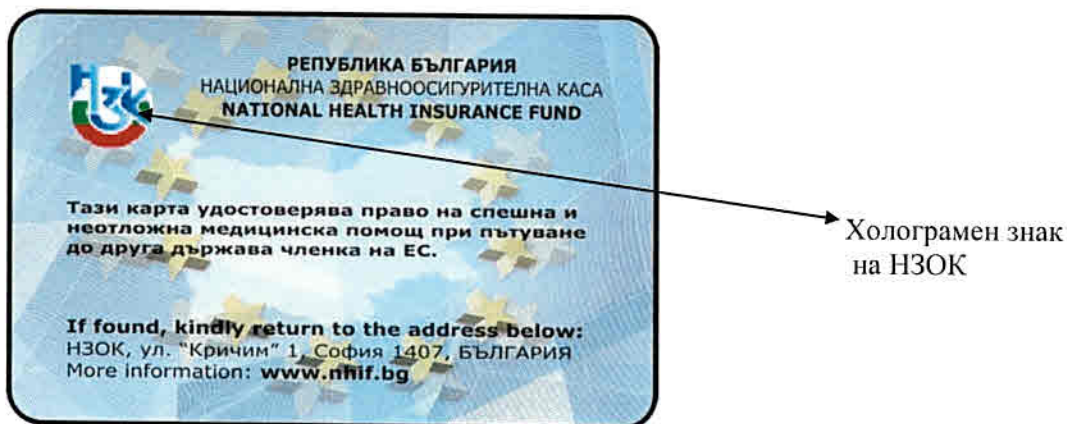 НЗОК
РЕПУБЛИКА БЪЛГАРИЯ
НАЦИОНАЛНА ЗДРАВНООСИГУРИТЕЛНА КАСА
NATIONAL HEALTH INSURANCE FUND
Тази карта удостоверява право на спешна и
неотложна медицинска помощ при пътуване
до друга държава членка на ЕС.
Холограмен знак
на НЗОК
If found, kindly return to the address below:
НЗОК, ул. "Кричим" 1, София 1407, БЪЛГАРИЯ
More information: www.nhif.bg